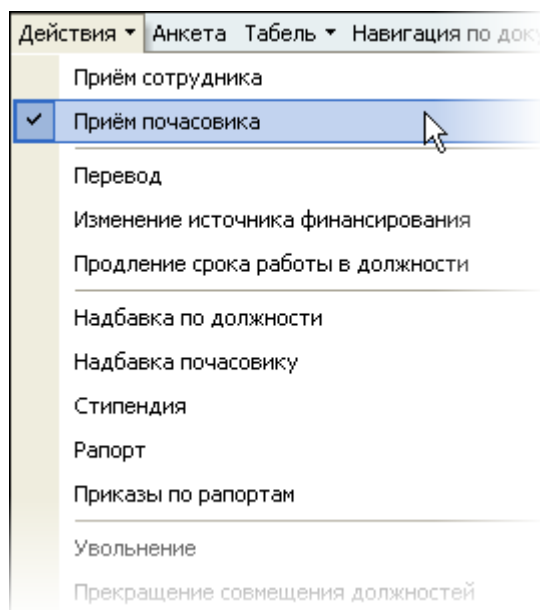 Действия Анкета Табель Навигация по док
Приём сотрудника
Приём почасовика
Перевод
Изменение источника финансирования
Продление срока работы в должности
Надбавка по должности
Надбавка почасовику
Стипендия
Рапорт
Приказы по рапортам
Увольнение
Прекращение совмещения должностей